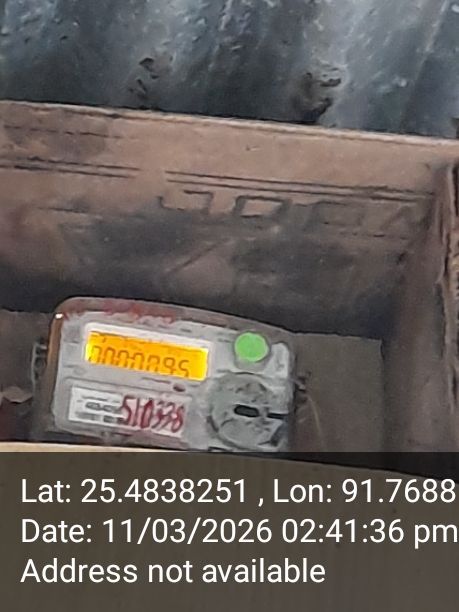 0000095
510338
Lat: 25.4838251 , Lon: 91.7688
Date: 11/03/2026 02:41:36 pm
Address not available